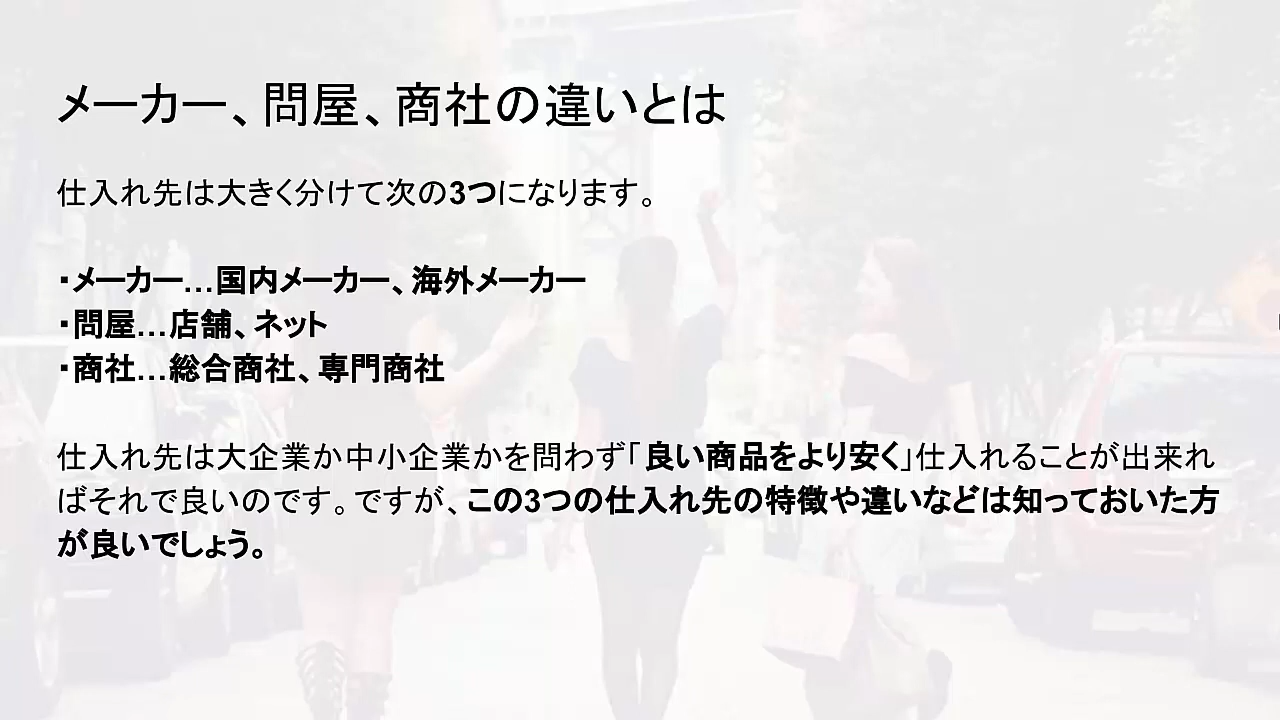 メーカー、問屋、商社の違いとは
仕入れ先は大きく分けて次の3つになります。
・メーカー…国内メーカー、海外メーカー
・問屋…店舗、ネット
・商社…総合商社、専門商社
仕入れ先は大企業か中小企業かを問わず「良い商品をより安く」仕入れることが出来れ
ばそれで良いのです。ですが、この3つの仕入れ先の特徴や違いなどは知っておいた方
が良いでしょう。